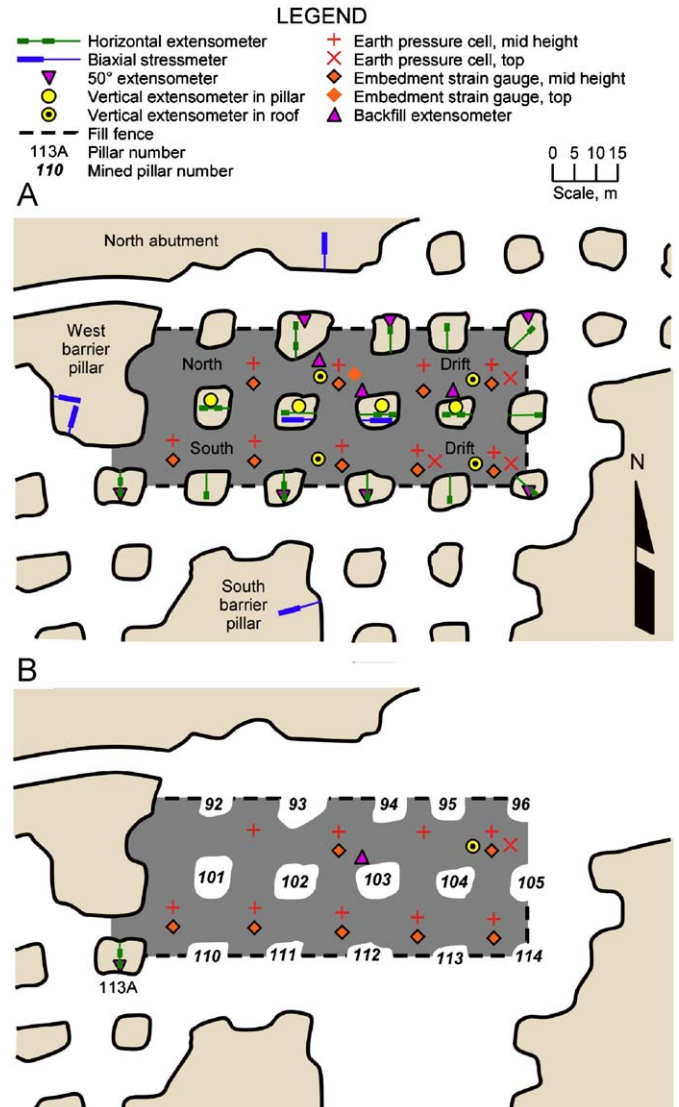 LEGEND
Horizontal extensometer
Biaxial stressmeter
50° extensometer
Vertical extensometer in pillar
Vertical extensometer in roof
Fill fence
113A Pillar number
110 Mined pillar number
Earth pressure cell, mid height
Earth pressure cell, top
Embedment strain gauge, mid height
Embedment strain gauge, top
Backfill extensometer
0 5 10 15
Scale, m
A
North abutment
West
barrier
pillar
North Drift
South Drift
N
South
barrier
pillar
B
92 93 94 95 96
101 102 103 104 105
110 111 112 113 114
113A